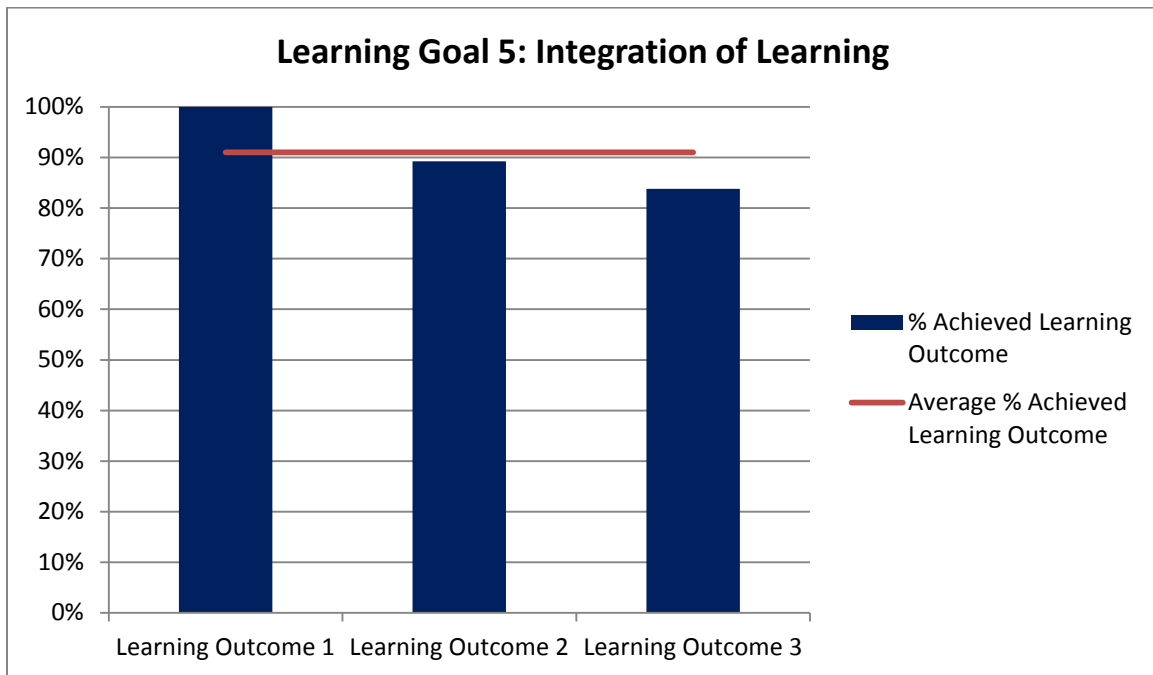 Learning Goal 5: Integration of Learning
100%
90%
80%
70%
60%
50%
40%
30%
20%
10%
0%
Learning Outcome 1 Learning Outcome 2 Learning Outcome 3
% Achieved Learning
Outcome
Average % Achieved
Learning Outcome